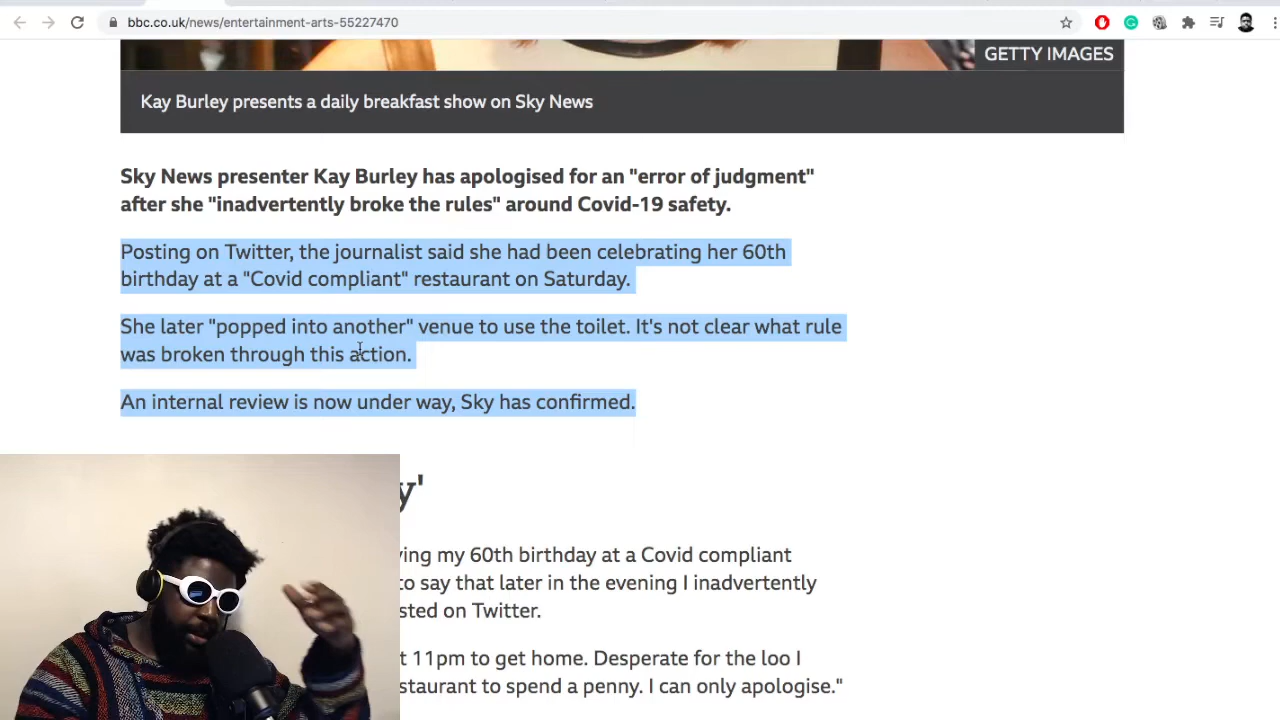 bbc.co.uk/news/entertainment-arts-55227470
GETTY IMAGES
Kay Burley presents a daily breakfast show on Sky News
Sky News presenter Kay Burley has apologised for an "error of judgment"
after she "inadvertently broke the rules" around Covid-19 safety.
Posting on Twitter, the journalist said she had been celebrating her 60th
birthday at a "Covid compliant" restaurant on Saturday.
She later "popped into another" venue to use the toilet. It's not clear what rule
was broken through this action.
An internal review is now under way, Sky has confirmed.
y'
ying my 60th birthday at a Covid compliant
to say that later in the evening I inadvertently
sted on Twitter.
t 11pm to get home. Desperate for the loo I
staurant to spend a penny. I can only apologise."